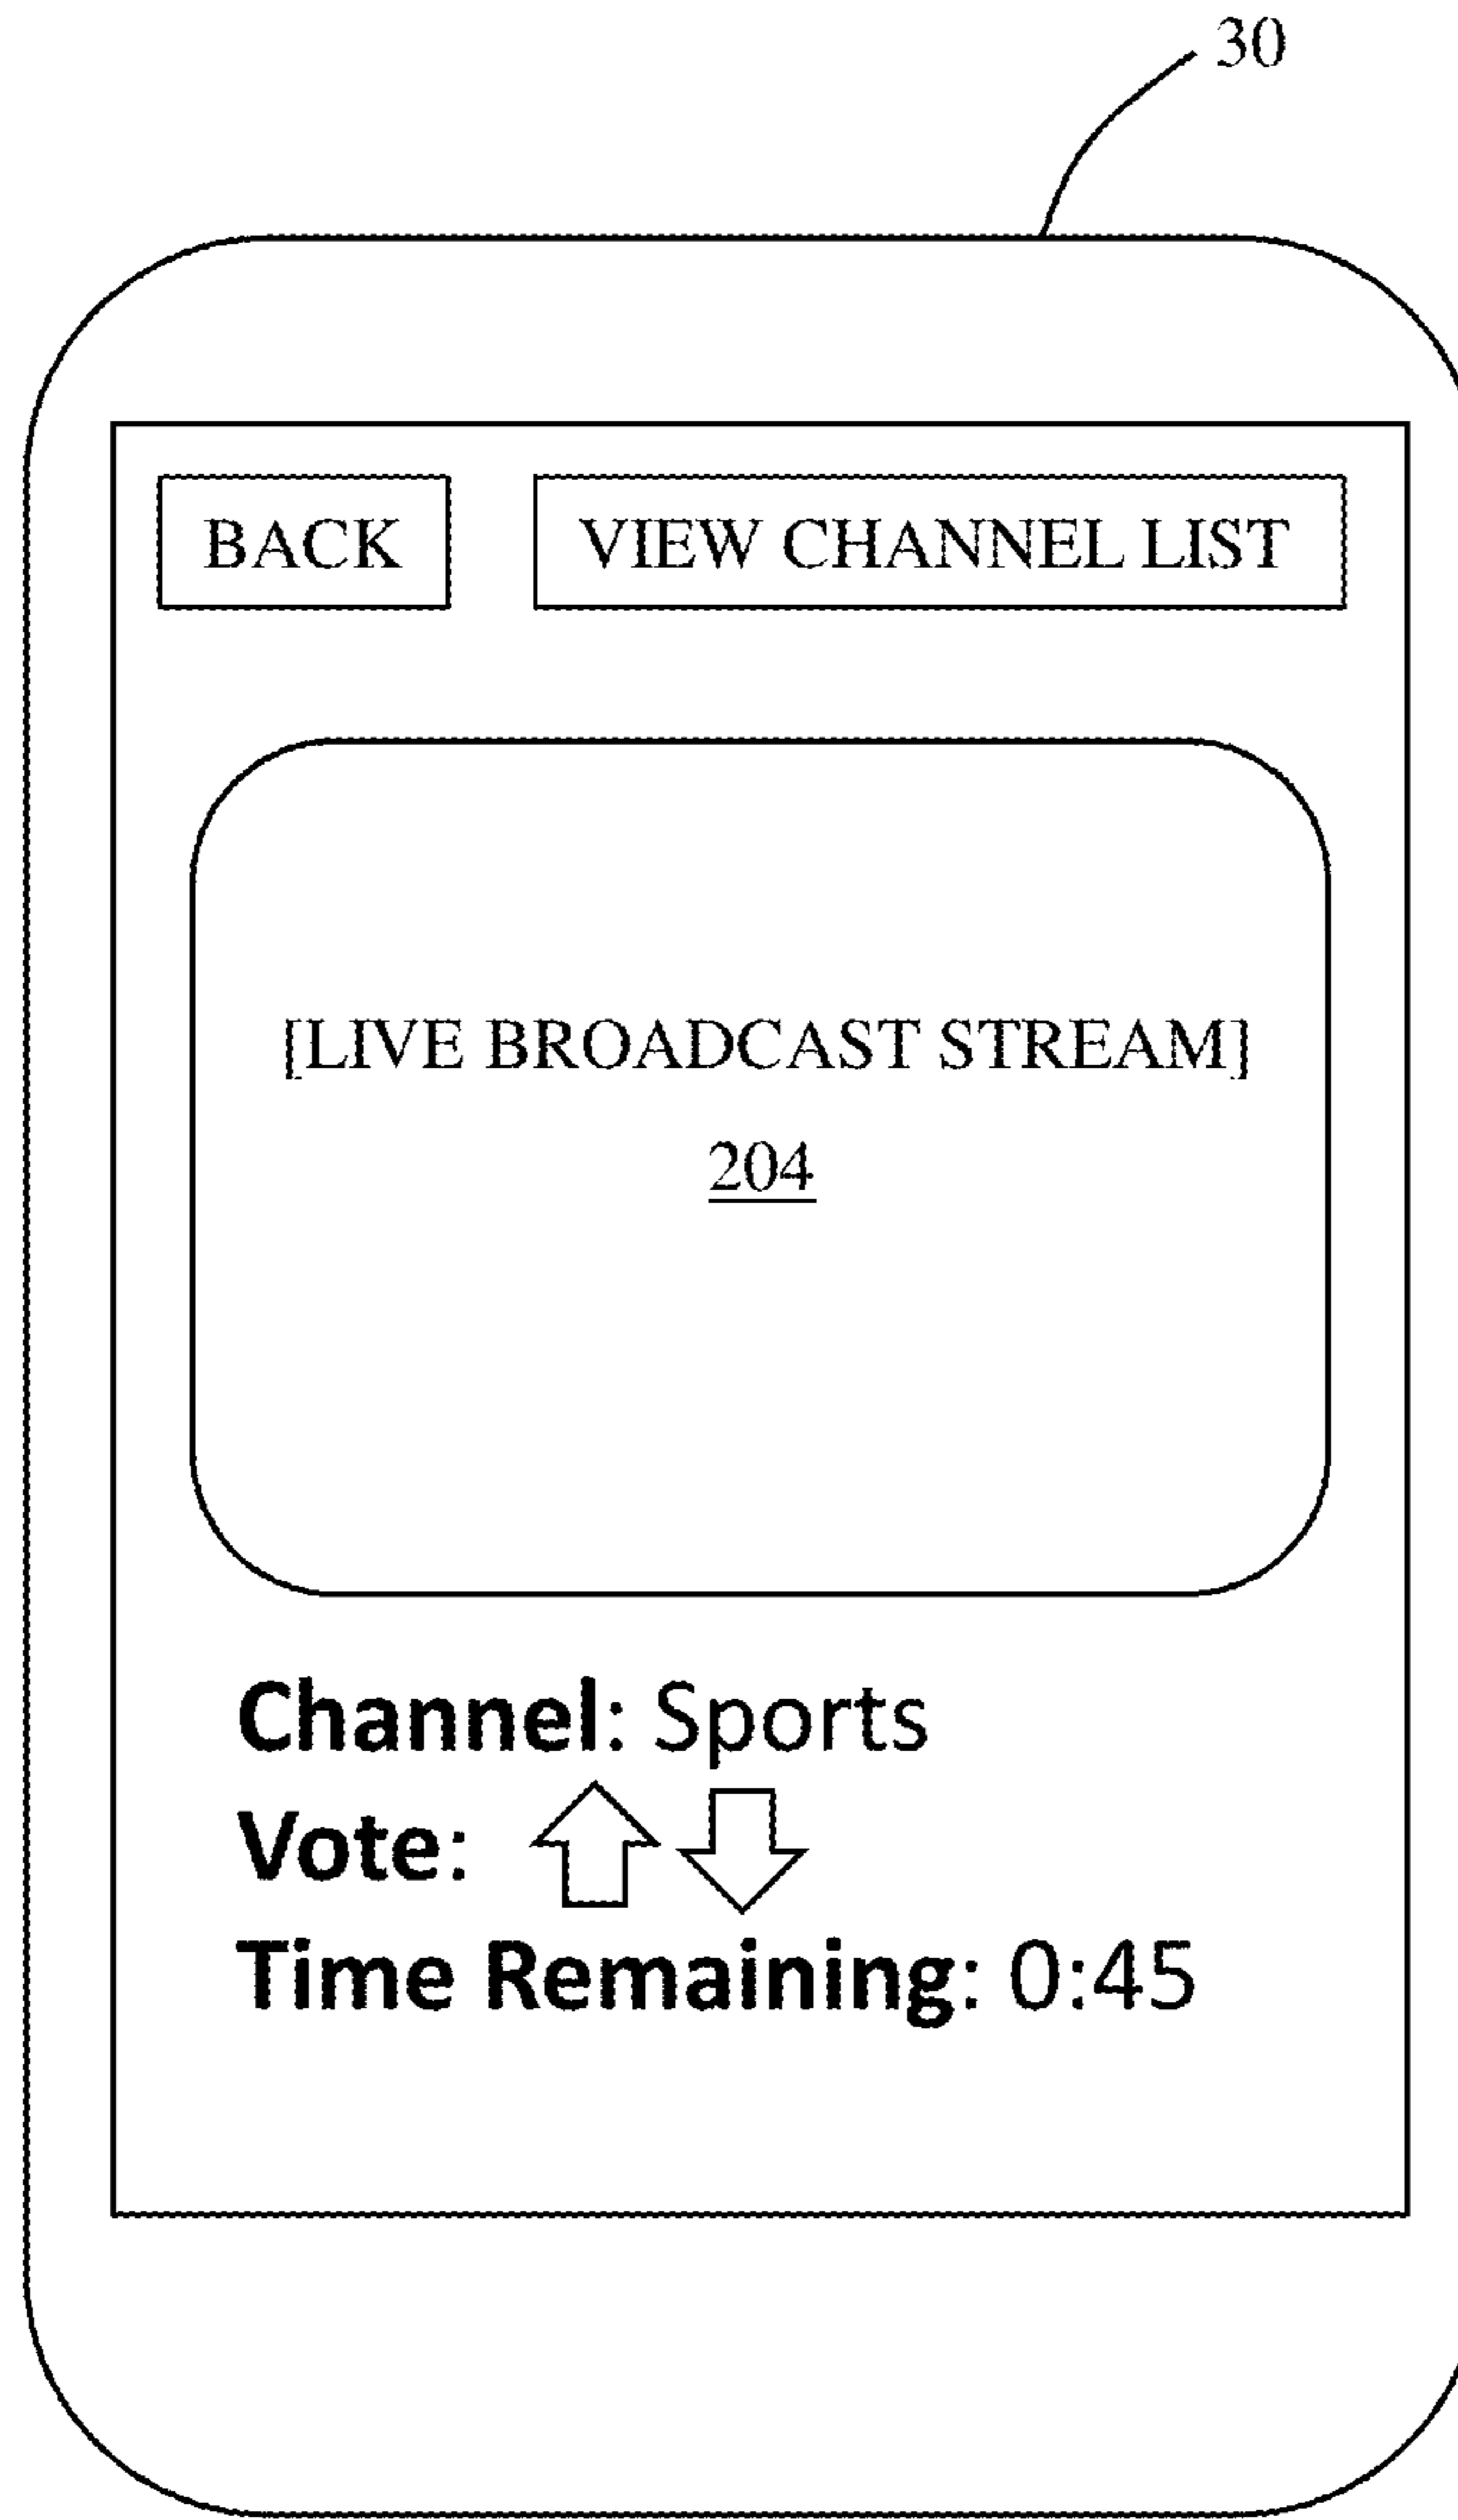 30
BACK
VIEW CHANNEL LIST
[LIVE BROADCAST STREAM]
204
Channel: Sports
Vote:
Time Remaining: 0:45